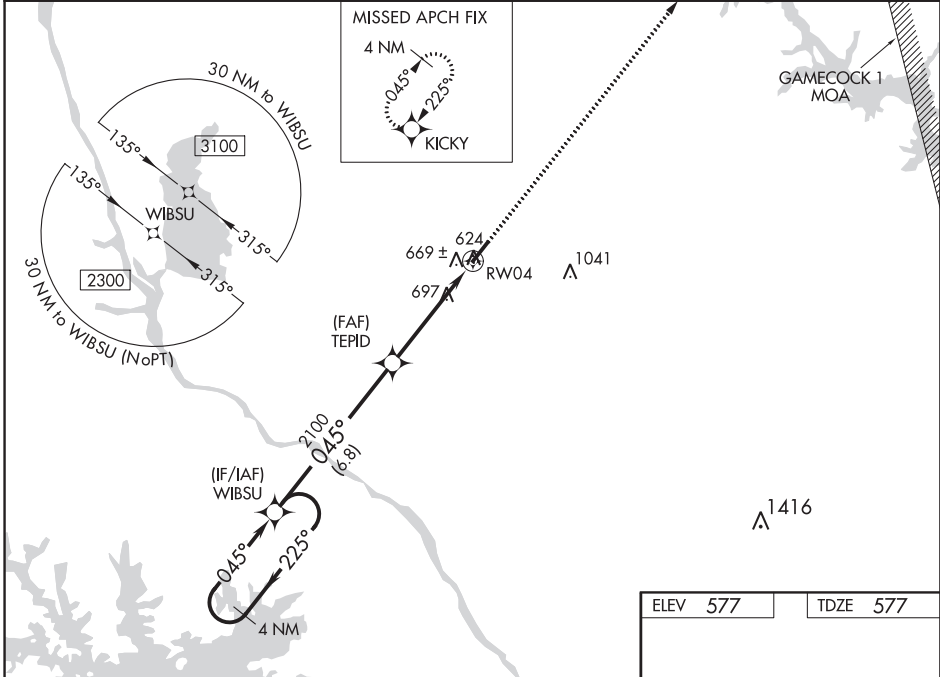 MISSED APCH FIX
4 NM
045°
225°
KICKY
GAMECOCK 1
MOA
30 NM to WIBSU
135°
3100
315°
135°
WIBSU
2300
315°
30 NM to WIBSU (NoPT)
669 ±
624
RW04
1041
697
(FAF)
TEPID
2100
045°
(6.8)
(IF/IAF)
WIBSU
045°
225°
4 NM
1416
ELEV 577
TDZE 577